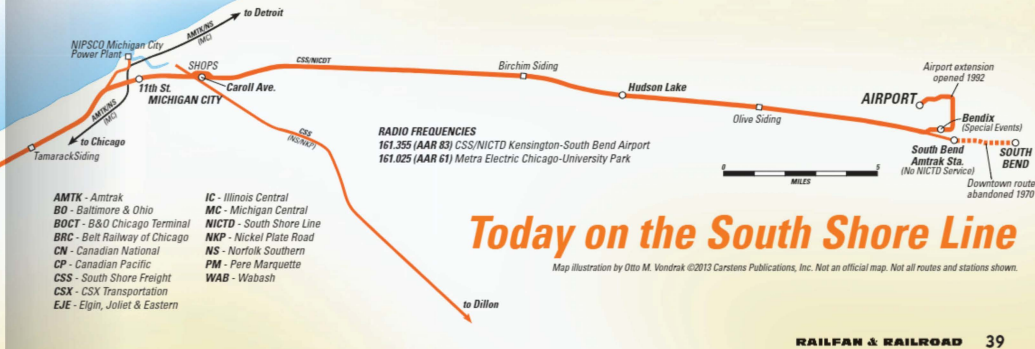 to Detroit
AMTK/NS
(MC)
NIPSCO Michigan City
Power Plant
SHOPS
CSS/NICDT
Birchim Siding
Airport extension
opened 1992
11th St.
MICHIGAN CITY
Caroll Ave.
Hudson Lake
AIRPORT
AMTK/NS
(MC)
to Chicago
TamarackSiding
CSS
(NS/NKP)
Olive Siding
Bendix
(Special Events)
South Bend
Amtrak Sta.
(No NICTD Service)
SOUTH
BEND
Downtown route
abandoned 1970
RADIO FREQUENCIES
161.355 (AAR 83) CSS/NICTD Kensington-South Bend Airport
161.025 (AAR 61) Metra Electric Chicago-University Park
0 5
MILES
AMTK - Amtrak
BO - Baltimore & Ohio
BOCT - B&O Chicago Terminal
BRC - Belt Railway of Chicago
CN - Canadian National
CP - Canadian Pacific
CSS - South Shore Freight
CSX - CSX Transportation
EJE - Elgin, Joliet & Eastern
IC - Illinois Central
MC - Michigan Central
NICTD - South Shore Line
NKP - Nickel Plate Road
NS - Norfolk Southern
PM - Pere Marquette
WAB - Wabash
Today on the South Shore Line
Map illustration by Otto M. Vondrak ©2013 Carstens Publications, Inc. Not an official map. Not all routes and stations shown.
to Dillon
RAILFAN & RAILROAD 39